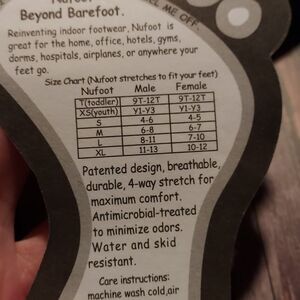 Nufoot
Beyond Barefoot.
EEL ME OFF.
Reinventing indoor footwear, Nufoot is
great for the home, office, hotels, gyms,
dorms, hospitals, airplanes, or anywhere your
feet go.
Size Chart (Nufoot stretches to fit your feet)
Nufoot Male Female
T(toddler) 9T-12T 9T-12T
XS(youth) Y1-Y3 Y1-Y3
S 4-6 4-5
M 6-8 6-7
L 8-11 7-10
XL 11-13 10-12
Patented design, breathable,
durable, 4-way stretch for
maximum comfort.
Antimicrobial-treated
to minimize odors.
Water and skid
resistant.
Care instructions:
machine wash cold,air